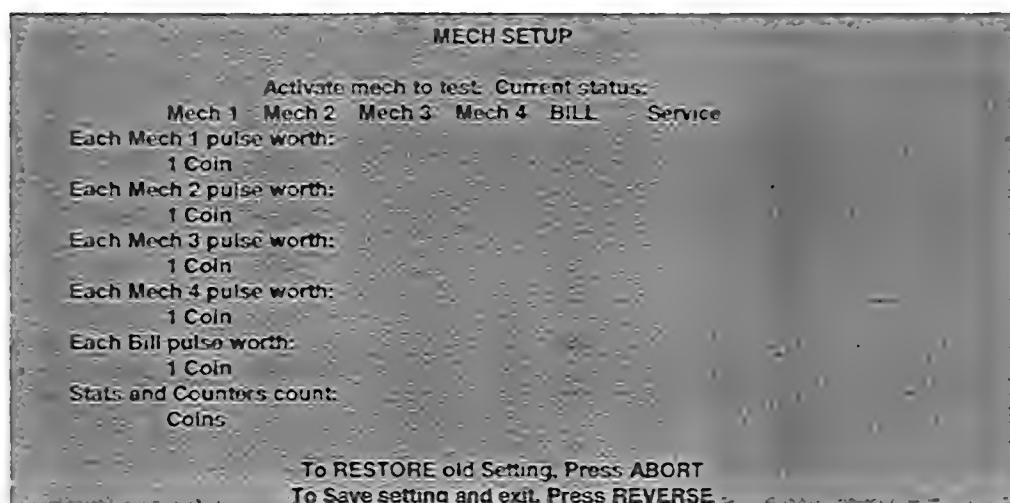 MECH SETUP
Activate mech to test: Current status:
Mech 1 Mech 2 Mech 3 Mech 4 BILL Service
Each Mech 1 pulse worth:
1 Coin
Each Mech 2 pulse worth:
1 Coin
Each Mech 3 pulse worth:
1 Coin
Each Mech 4 pulse worth:
1 Coin
Each Bill pulse worth:
1 Coin
Stats and Counters count:
Coins
To RESTORE old Setting, Press ABORT
To Save setting and exit, Press REVERSE